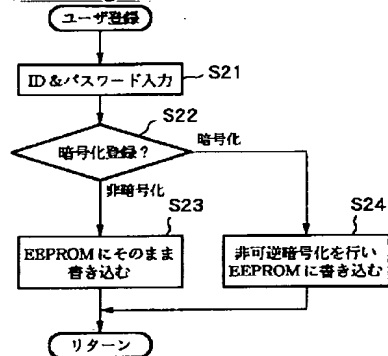 ユーザ登録
ID&パスワード入力
S21
S22
暗号化登録?
暗号化
非暗号化
S23
EEPROMにそのまま
書き込む
S24
非可逆暗号化を行い
EEPROMに書き込む
リターン